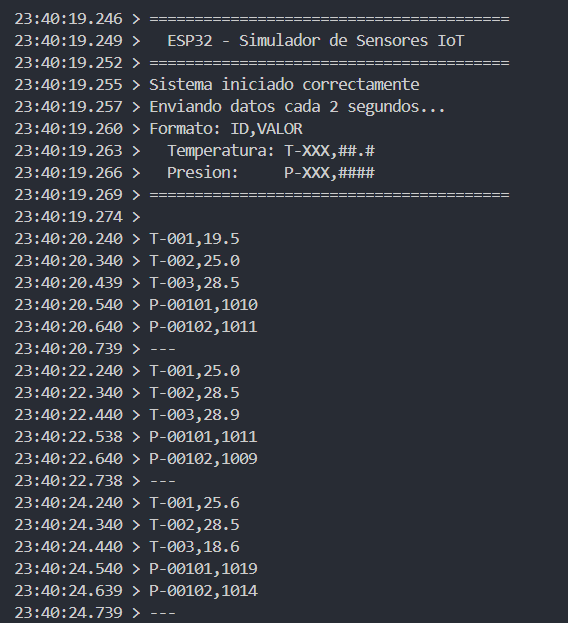 23:40:19.246 > ========================================
23:40:19.249 >   ESP32 - Simulador de Sensores IoT
23:40:19.252 > ========================================
23:40:19.255 > Sistema iniciado correctamente
23:40:19.257 > Enviando datos cada 2 segundos...
23:40:19.260 > Formato: ID,VALOR
23:40:19.263 >   Temperatura: T-XXX,##.#
23:40:19.266 >   Presion:     P-XXX,####
23:40:19.269 > ========================================
23:40:19.274 >
23:40:20.240 > T-001,19.5
23:40:20.340 > T-002,25.0
23:40:20.439 > T-003,28.5
23:40:20.540 > P-00101,1010
23:40:20.640 > P-00102,1011
23:40:20.739 > ---
23:40:22.240 > T-001,25.0
23:40:22.340 > T-002,28.5
23:40:22.440 > T-003,28.9
23:40:22.538 > P-00101,1011
23:40:22.640 > P-00102,1009
23:40:22.738 > ---
23:40:24.240 > T-001,25.6
23:40:24.340 > T-002,28.5
23:40:24.440 > T-003,18.6
23:40:24.540 > P-00101,1019
23:40:24.639 > P-00102,1014
23:40:24.739 > ---